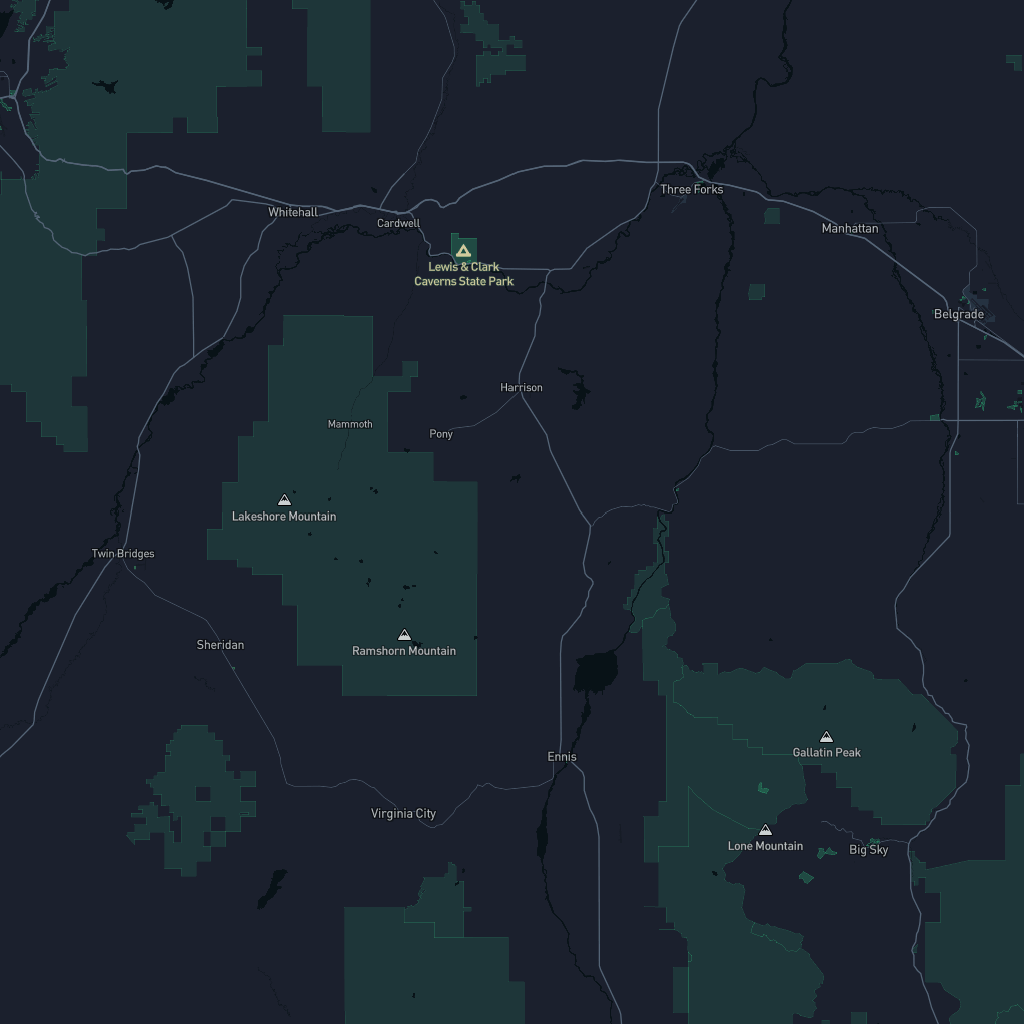 Three Forks
Whitehall
Cardwell
Manhattan
Lewis & Clark
Caverns State Park
Belgrade
Harrison
Mammoth
Pony
Lakeshore Mountain
Twin Bridges
Sheridan
Ramshorn Mountain
Gallatin Peak
Ennis
Virginia City
Lone Mountain
Big Sky